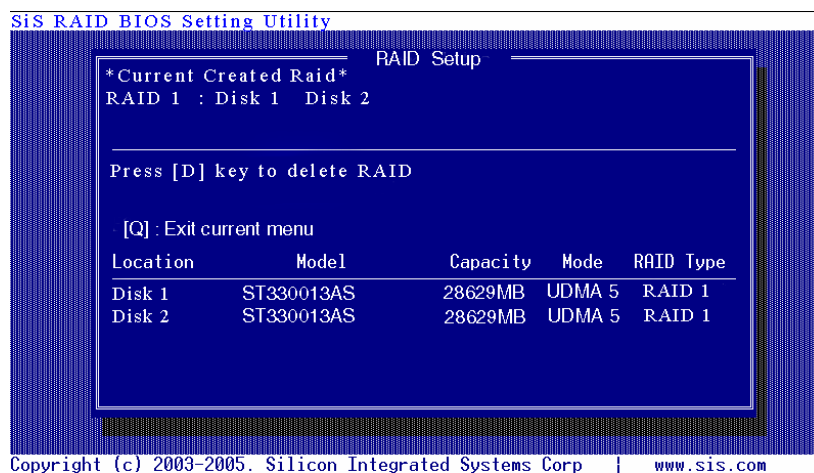 SiS RAID BIOS Setting Utility
RAID Setup
*Current Created Raid*
RAID 1 : Disk 1 Disk 2
Press [D] key to delete RAID
[Q] : Exit current menu
Location Model Capacity Mode RAID Type
Disk 1 ST330013AS 28629MB UDMA 5 RAID 1
Disk 2 ST330013AS 28629MB UDMA 5 RAID 1
Copyright (c) 2003-2005. Silicon Integrated Systems Corp | www.sis.com